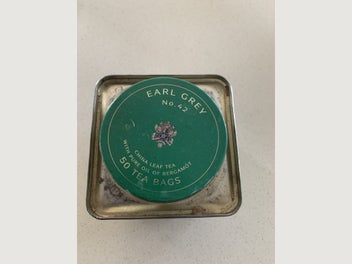 EARL GREY
No. 42
CHINA LEAF TEA
WITH PURE OIL OF BERGAMOT
50 TEA BAGS